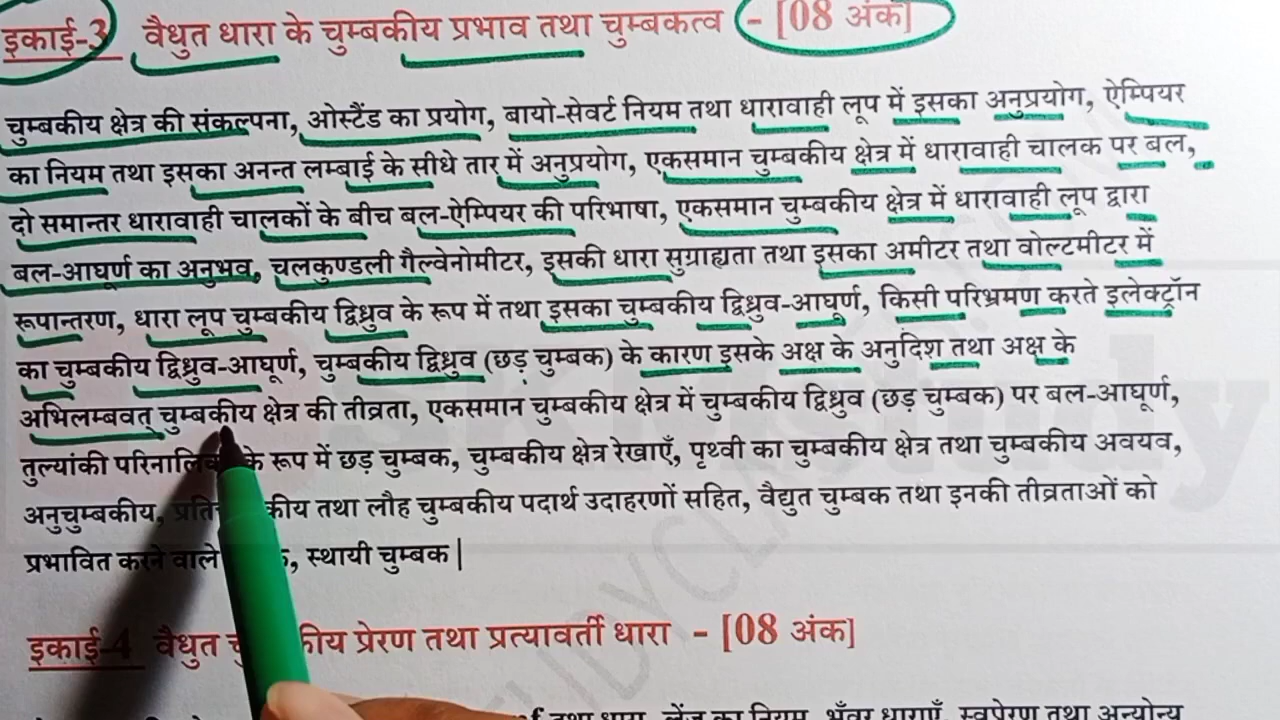 इकाई-3 वैधुत धारा के चुम्बकीय प्रभाव तथा चुम्बकत्व - [08 अंक]
चुम्बकीय क्षेत्र की संकल्पना, ओर्स्टैंड का प्रयोग, बायो-सेवर्ट नियम तथा धारावाही लूप में इसका अनुप्रयोग, ऐम्पियर
का नियम तथा इसका अनन्त लम्बाई के सीधे तार में अनुप्रयोग, एकसमान चुम्बकीय क्षेत्र में धारावाही चालक पर बल,
दो समान्तर धारावाही चालकों के बीच बल-ऐम्पियर की परिभाषा, एकसमान चुम्बकीय क्षेत्र में धारावाही लूप द्वारा
बल-आघूर्ण का अनुभव, चलकुण्डली गैल्वेनोमीटर, इसकी धारा सुग्राह्यता तथा इसका अमीटर तथा वोल्टमीटर में
रूपान्तरण, धारा लूप चुम्बकीय द्विध्रुव के रूप में तथा इसका चुम्बकीय द्विध्रुव-आघूर्ण, किसी परिभ्रमण करते इलेक्ट्रॉन
का चुम्बकीय द्विध्रुव-आघूर्ण, चुम्बकीय द्विध्रुव (छड़ चुम्बक) के कारण इसके अक्ष के अनुदिश तथा अक्ष के
अभिलम्बवत् चुम्बकीय क्षेत्र की तीव्रता, एकसमान चुम्बकीय क्षेत्र में चुम्बकीय द्विध्रुव (छड़ चुम्बक) पर बल-आघूर्ण,
तुल्यांकी के रूप में छड़ चुम्बक, चुम्बकीय क्षेत्र रेखाएँ, पृथ्वी का चुम्बकीय क्षेत्र तथा चुम्बकीय अवयव,
अनुचुम्बकीय, तथा लौह चुम्बकीय पदार्थ उदाहरणों सहित, वैद्युत चुम्बक तथा इनकी तीव्रताओं को
प्रभावित करने वाले स्थायी चुम्बक|
इकाई-4 वैधुत प्रेरण तथा प्रत्यावर्ती धारा - [08 अंक]
तथा धारा, लेंज का नियम, भँवर धाराएँ, स्वप्रेरण तथा अन्योन्य